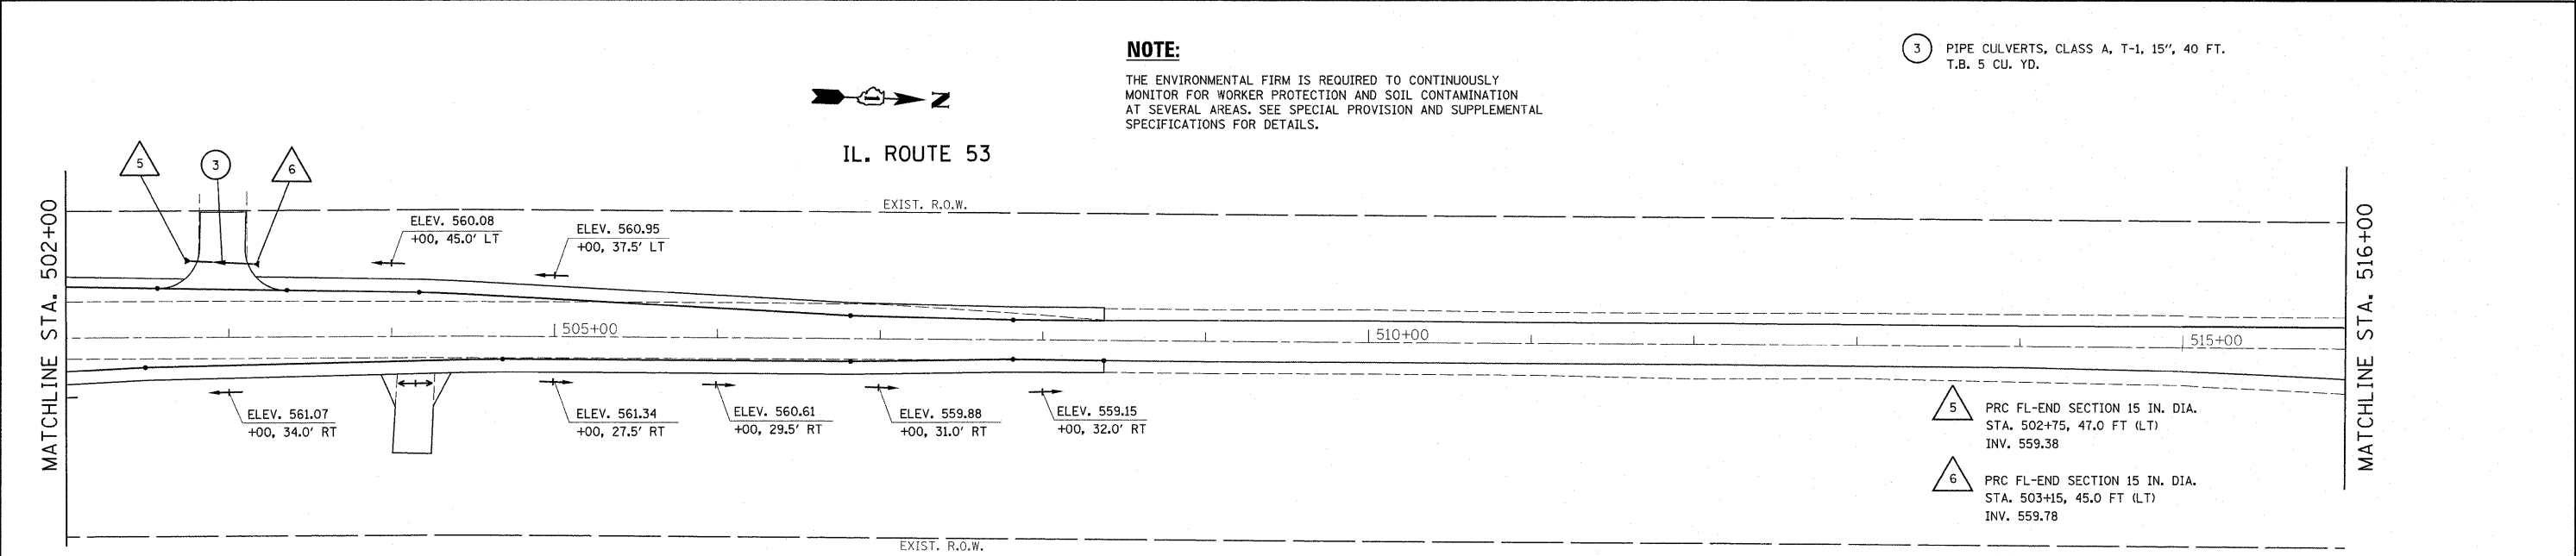 NOTE:
THE ENVIRONMENTAL FIRM IS REQUIRED TO CONTINUOUSLY
MONITOR FOR WORKER PROTECTION AND SOIL CONTAMINATION
AT SEVERAL AREAS. SEE SPECIAL PROVISION AND SUPPLEMENTAL
SPECIFICATIONS FOR DETAILS.
3 PIPE CULVERTS, CLASS A, T-1, 15", 40 FT.
T.B. 5 CU. YD.
N
IL. ROUTE 53
5
3
6
MATCHLINE STA. 502+00
EXIST. R.O.W.
ELEV. 560.08
+00, 45.0' LT
ELEV. 560.95
+00, 37.5' LT
505+00
510+00
515+00
ELEV. 561.07
+00, 34.0' RT
ELEV. 561.34
+00, 27.5' RT
ELEV. 560.61
+00, 29.5' RT
ELEV. 559.88
+00, 31.0' RT
ELEV. 559.15
+00, 32.0' RT
5 PRC FL-END SECTION 15 IN. DIA.
STA. 502+75, 47.0 FT (LT)
INV. 559.38
6 PRC FL-END SECTION 15 IN. DIA.
STA. 503+15, 45.0 FT (LT)
INV. 559.78
EXIST. R.O.W.
MATCHLINE STA. 516+00